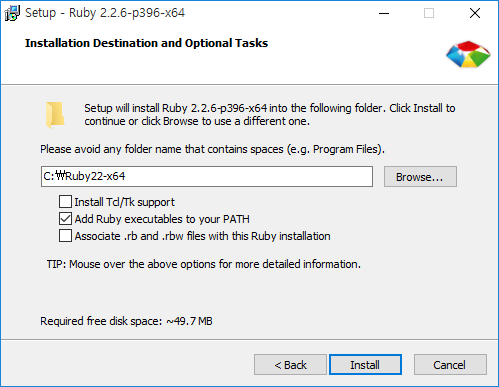 Setup - Ruby 2.2.6-p396-x64
Installation Destination and Optional Tasks
Setup will install Ruby 2.2.6-p396-x64 into the following folder. Click Install to
continue or click Browse to use a different one.
Please avoid any folder name that contains spaces (e.g. Program Files).
C:₩Ruby22-x64
Browse...
Install Tcl/Tk support
Add Ruby executables to your PATH
Associate .rb and .rbw files with this Ruby installation
TIP: Mouse over the above options for more detailed information.
Required free disk space: ~49.7 MB
< Back
Install
Cancel